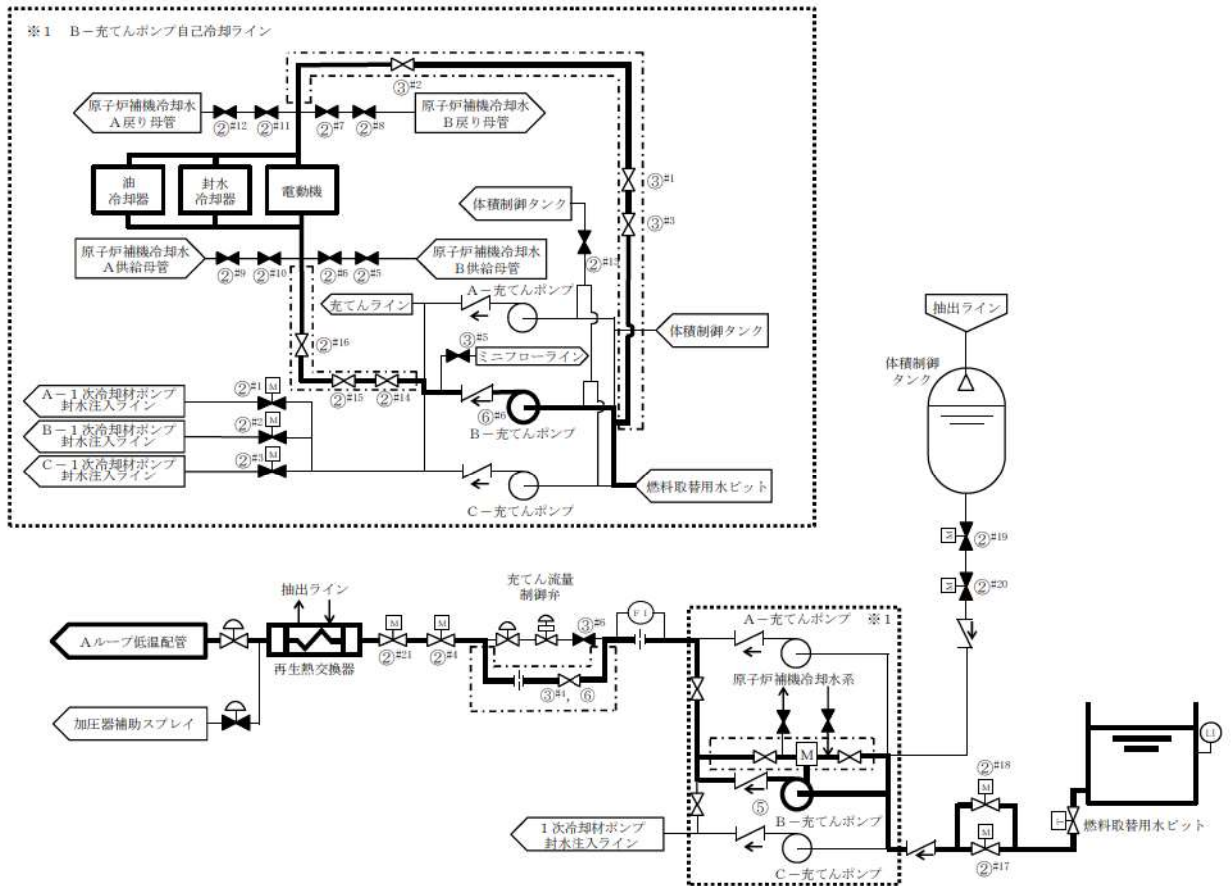 ※1 B－充てんポンプ自己冷却ライン
③#2
原子炉補機冷却水
A戻り母管
②#12
②#11
②#7
②#8
原子炉補機冷却水
B戻り母管
油
冷却器
封水
冷却器
電動機
③#1
③#3
体積制御タンク
②#13
原子炉補機冷却水
A供給母管
②#9
②#10
②#6
②#5
原子炉補機冷却水
B供給母管
充てんライン
A－充てんポンプ
体積制御タンク
②#16
③#5
ミニフローライン
②#15
②#14
⑥#6
B－充てんポンプ
A－1次冷却材ポンプ
封水注入ライン
②#1
M
B－1次冷却材ポンプ
封水注入ライン
②#2
M
C－1次冷却材ポンプ
封水注入ライン
②#3
M
C－充てんポンプ
燃料取替用水ピット
抽出ライン
体積制御
タンク
M
②#19
M
②#20
抽出ライン
再生熱交換器
Aループ低温配管
加圧器補助スプレイ
M
②#21
M
②#4
充てん流量
制御弁
③#6
③#4, ⑥
FI
※1
A－充てんポンプ
原子炉補機冷却水系
M
⑤
B－充てんポンプ
1次冷却材ポンプ
封水注入ライン
C－充てんポンプ
②#18
M
M
②#17
LI
燃料取替用水ピット